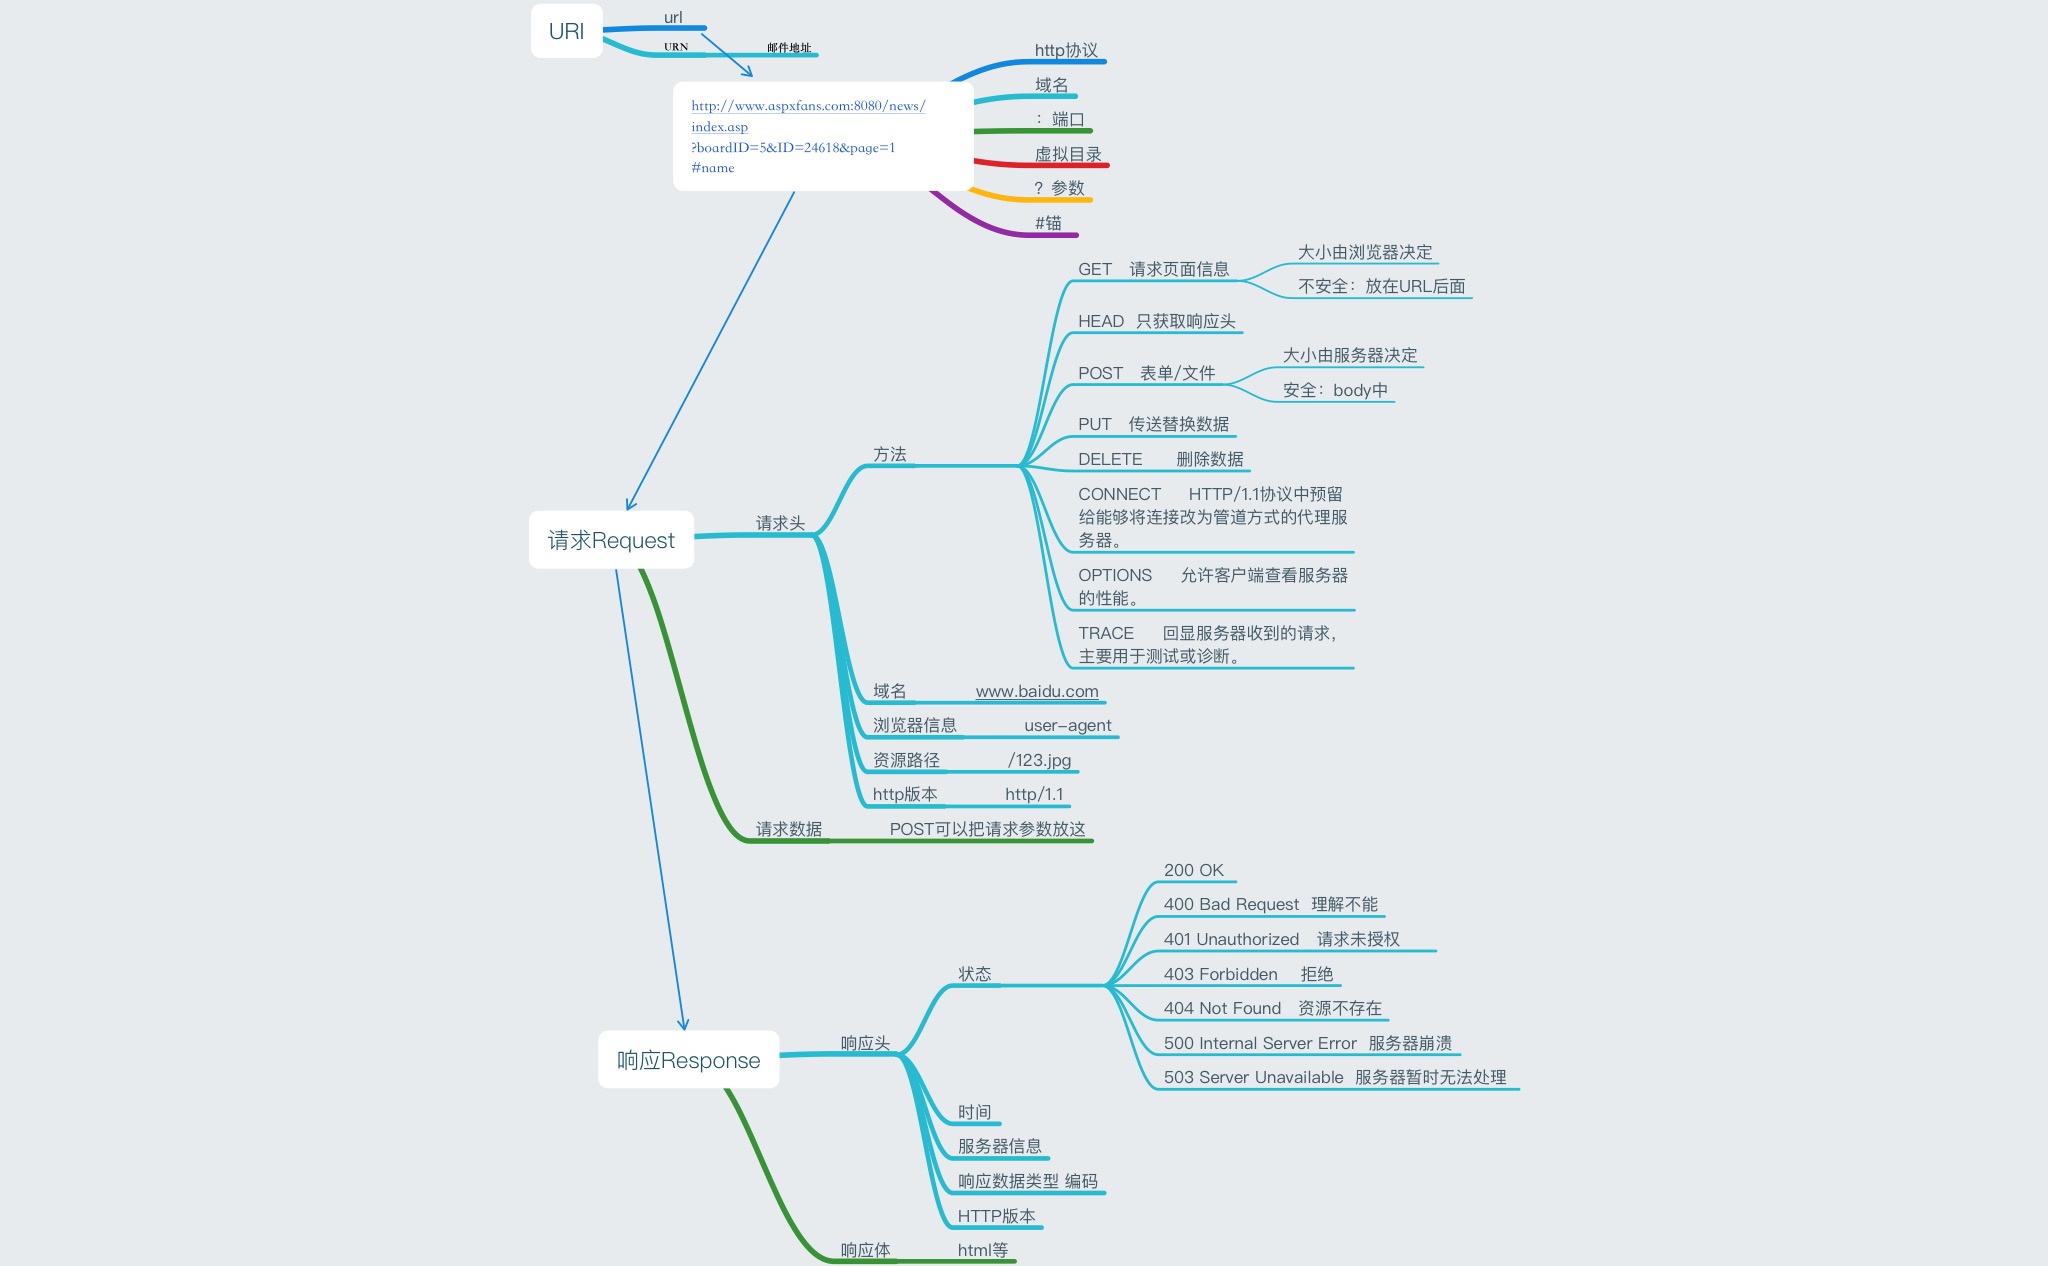 URI
url
URN 邮件地址
http://www.aspxfans.com:8080/news/
index.asp
?boardID=5&ID=24618&page=1
#name
http协议
域名
：端口
虚拟目录
？参数
#锚
请求Request
请求头
方法
GET 请求页面信息
大小由浏览器决定
不安全：放在URL后面
HEAD 只获取响应头
POST 表单/文件
大小由服务器决定
安全：body中
PUT 传送替换数据
DELETE 删除数据
CONNECT HTTP/1.1协议中预留
给能够将连接改为管道方式的代理服
务器。
OPTIONS 允许客户端查看服务器
的性能。
TRACE 回显服务器收到的请求，
主要用于测试或诊断。
域名 www.baidu.com
浏览器信息 user-agent
资源路径 /123.jpg
http版本 http/1.1
请求数据 POST可以把请求参数放这
响应Response
响应头
状态
200 OK
400 Bad Request 理解不能
401 Unauthorized 请求未授权
403 Forbidden 拒绝
404 Not Found 资源不存在
500 Internal Server Error 服务器崩溃
503 Server Unavailable 服务器暂时无法处理
时间
服务器信息
响应数据类型 编码
HTTP版本
响应体 html等